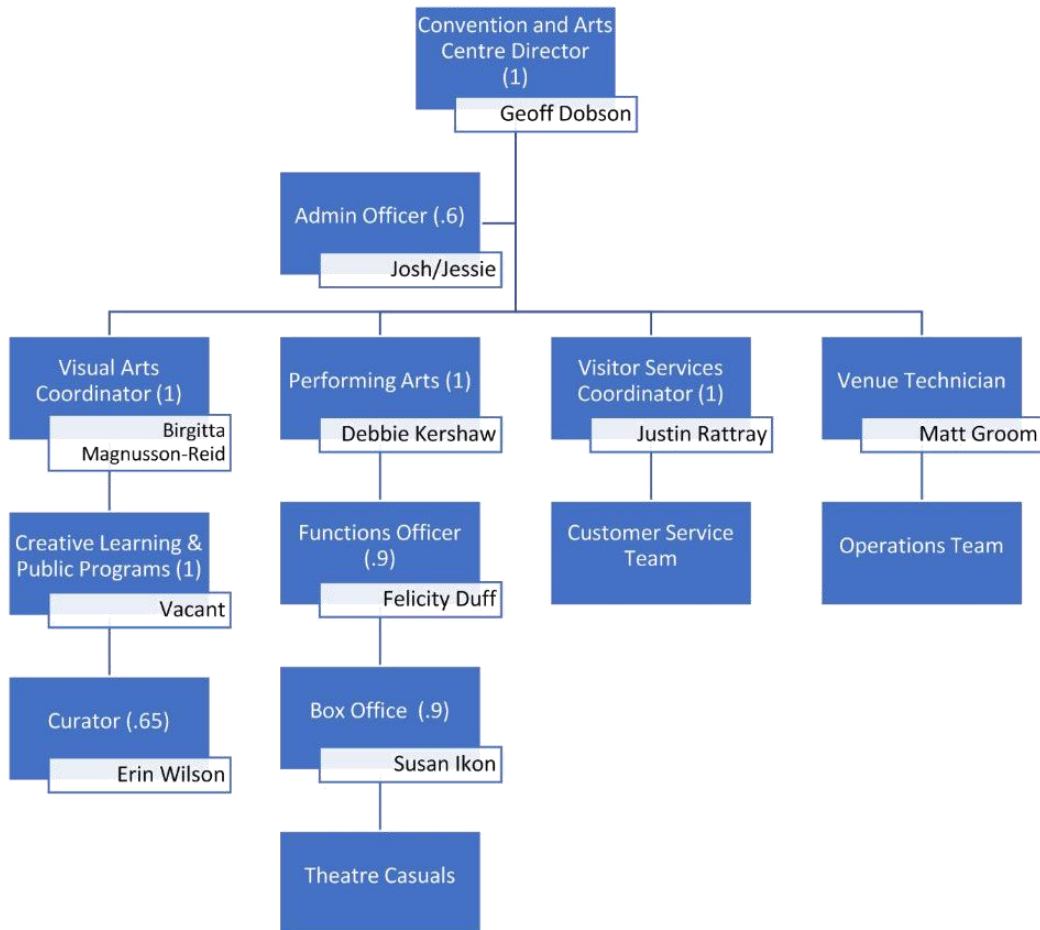 Convention and Arts
Centre Director
(1)
Geoff Dobson
Admin Officer (.6)
Josh/Jessie
Visual Arts
Coordinator (1)
Birgitta
Magnusson-Reid
Performing Arts (1)
Debbie Kershaw
Visitor Services
Coordinator (1)
Justin Rattray
Venue Technician
Matt Groom
Creative Learning &
Public Programs (1)
Vacant
Functions Officer
(.9)
Felicity Duff
Customer Service
Team
Operations Team
Curator (.65)
Erin Wilson
Box Office (.9)
Susan Ikon
Theatre Casuals